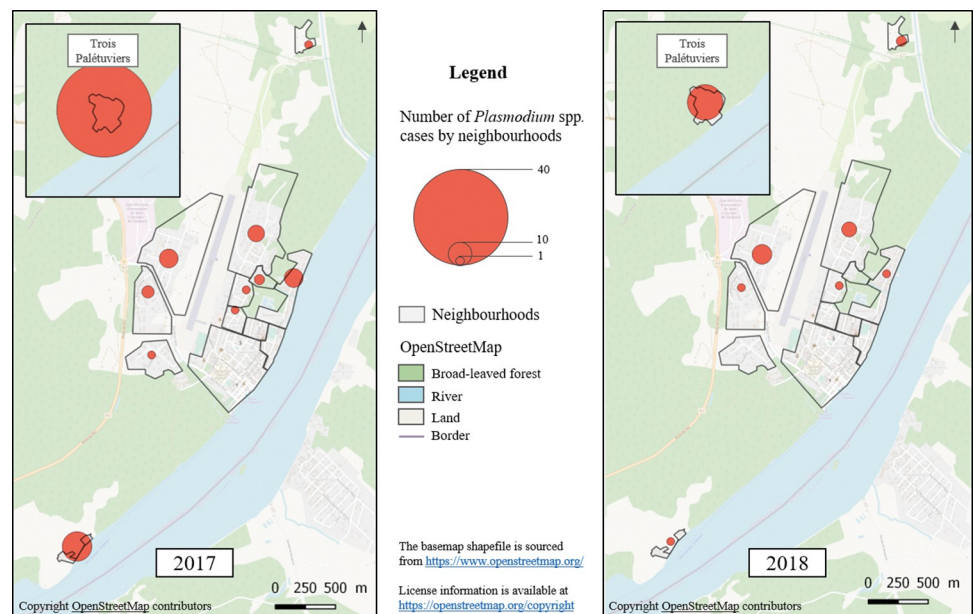 Trois
Palétuviers
2017
0 250 500 m
Copyright OpenStreetMap contributors
Legend
Number of Plasmodium spp.
cases by neighbourhoods
40
10
1
Neighbourhoods
OpenStreetMap
Broad-leaved forest
River
Land
Border
The basemap shapefile is sourced
from https://www.openstreetmap.org/
License information is available at
https://openstreetmap.org/copyright
Trois
Palétuviers
2018
0 250 500 m
Copyright OpenStreetMap contributors